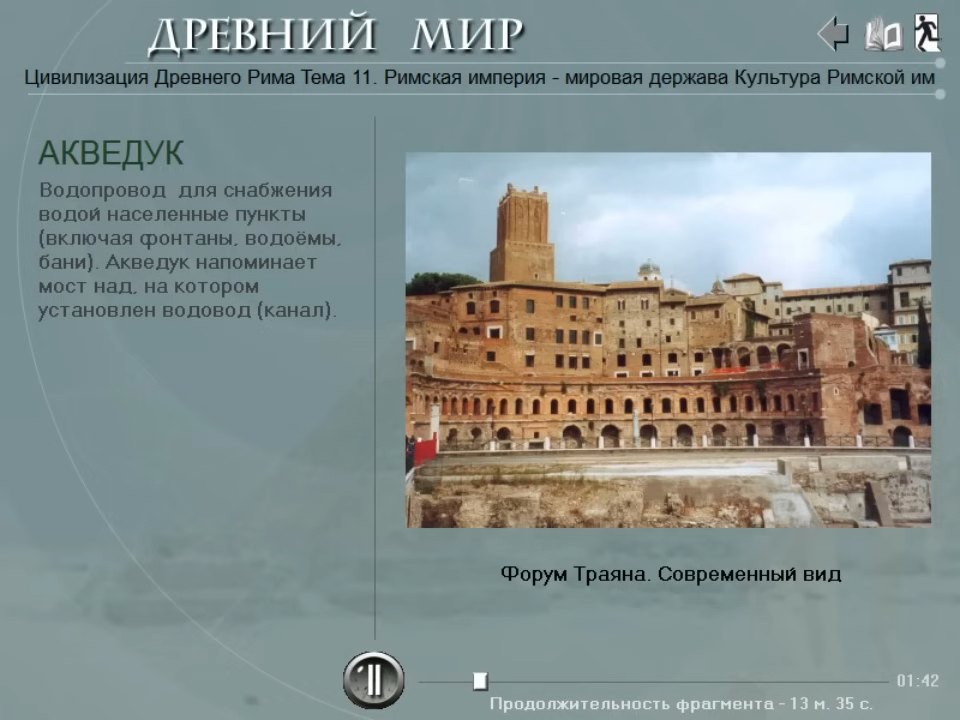 ДРЕВНИЙ МИР
Цивилизация Древнего Рима Тема 11. Римская империя - мировая держава Культура Римской им
АКВЕДУК
Водопровод для снабжения
водой населенные пункты
(включая фонтаны, водоёмы,
бани). Акведук напоминает
мост над, на котором
установлен водовод (канал).
Форум Траяна. Современный вид
01:42
Продолжительность фрагмента - 13 м. 35 с.